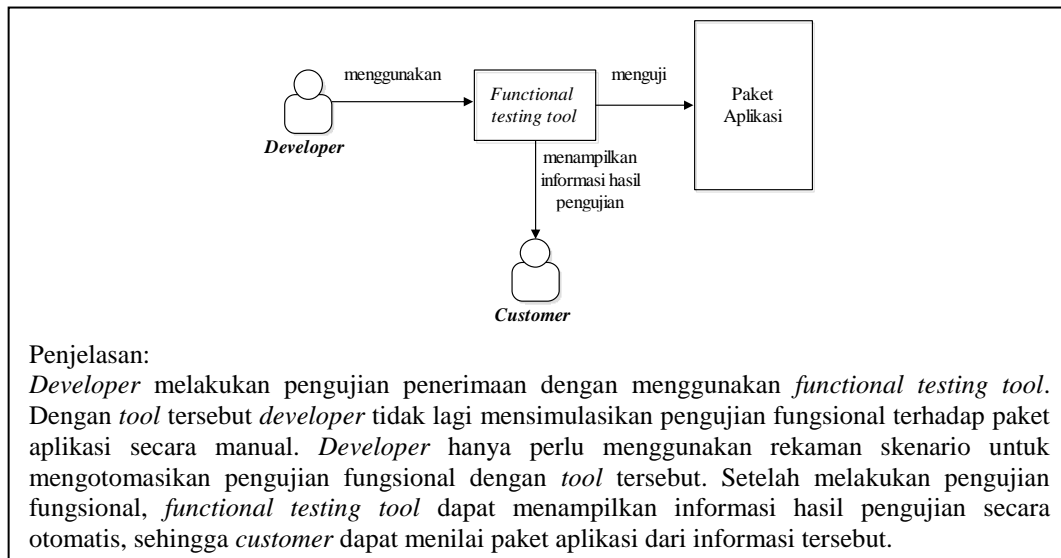 menggunakan
menguji
Functional
testing tool
Paket
Aplikasi
Developer
menampilkan
informasi hasil
pengujian
Customer
Penjelasan:
Developer melakukan pengujian penerimaan dengan menggunakan functional testing tool.
Dengan tool tersebut developer tidak lagi mensimulasikan pengujian fungsional terhadap paket
aplikasi secara manual. Developer hanya perlu menggunakan rekaman skenario untuk
mengotomasikan pengujian fungsional dengan tool tersebut. Setelah melakukan pengujian
fungsional, functional testing tool dapat menampilkan informasi hasil pengujian secara
otomatis, sehingga customer dapat menilai paket aplikasi dari informasi tersebut.